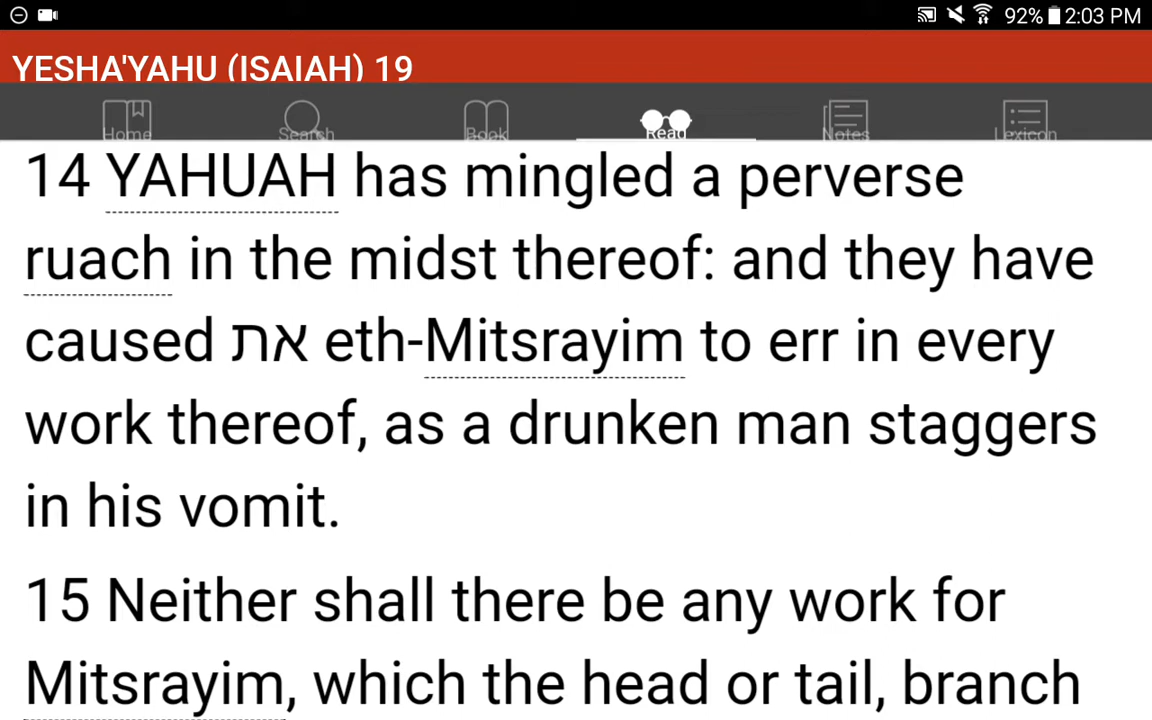 92% 2:03 PM
YESHA'YAHU (ISAIAH) 19
Home Search Book Read Notes Lexicon
14 YAHUAH has mingled a perverse
ruach in the midst thereof: and they have
caused את eth-Mitsrayim to err in every
work thereof, as a drunken man staggers
in his vomit.
15 Neither shall there be any work for
Mitsrayim, which the head or tail, branch